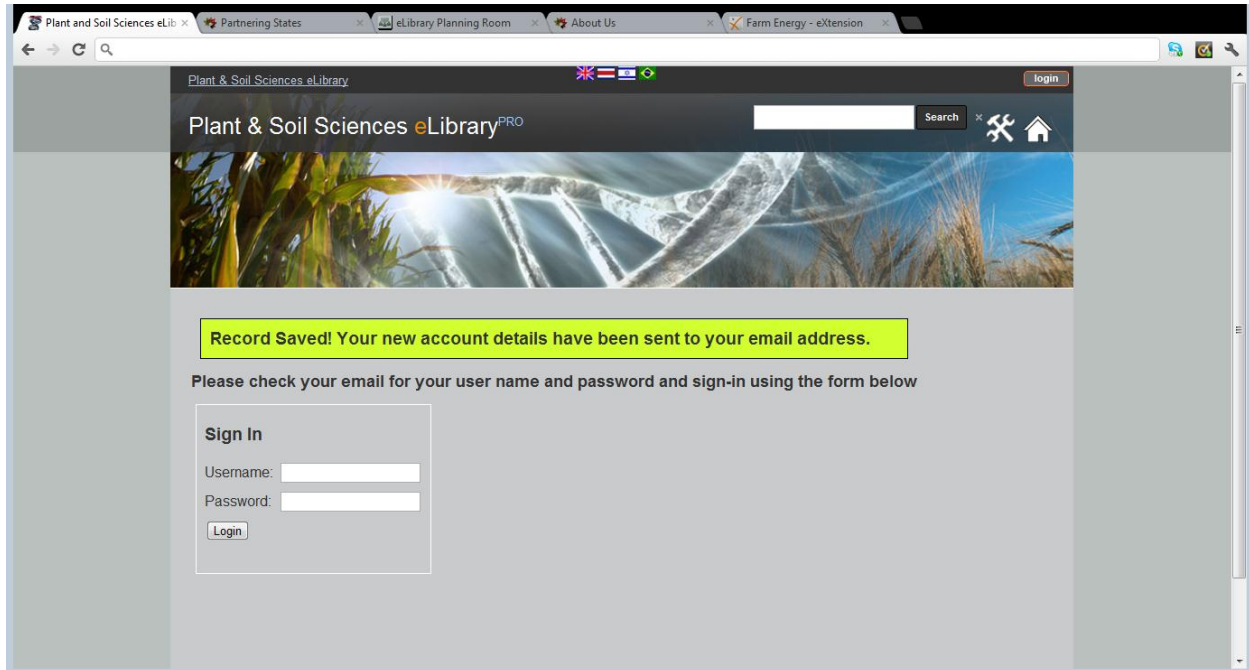 Plant and Soil Sciences eLib
Partnering States
eLibrary Planning Room
About Us
Farm Energy - eXtension
Plant & Soil Sciences eLibrary
login
Plant & Soil Sciences eLibraryPRO
Search
Record Saved! Your new account details have been sent to your email address.
Please check your email for your user name and password and sign-in using the form below
Sign In
Username:
Password:
Login